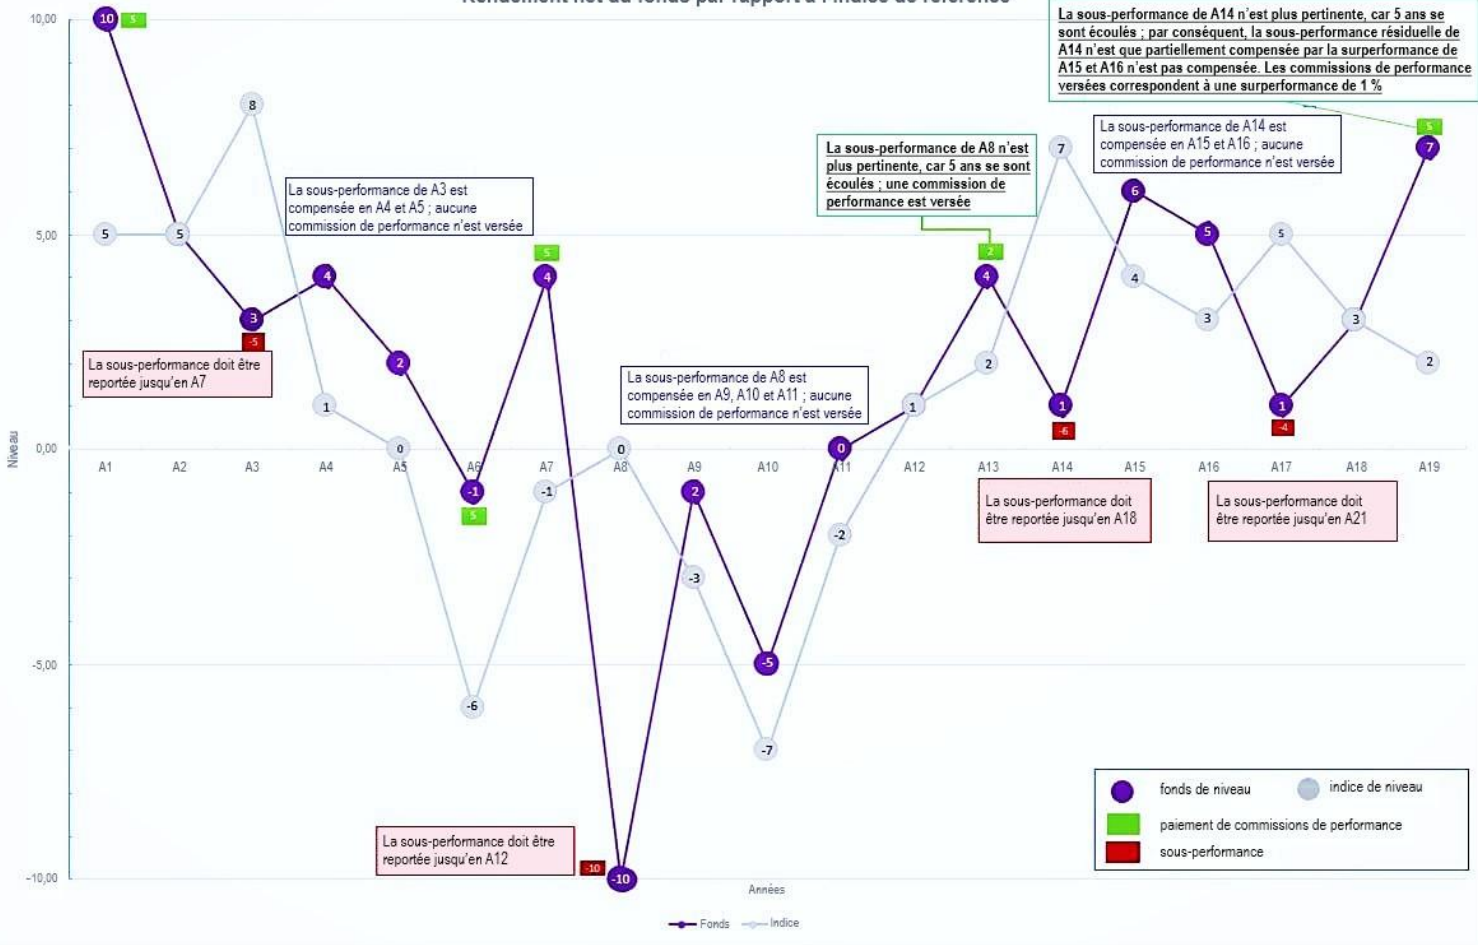 Rendement net du fonds par rapport à l'indice de référence
La sous-performance de A14 n'est plus pertinente, car 5 ans se
sont écoulés ; par conséquent, la sous-performance résiduelle de
A14 n'est que partiellement compensée par la surperformance de
A15 et A16 n'est pas compensée. Les commissions de performance
versées correspondent à une surperformance de 1 %
10,00
10
5
5
5
8
La sous-performance de A3 est
compensée en A4 et A5 ; aucune
commission de performance n'est versée
La sous-performance de A8 n'est
plus pertinente, car 5 ans se sont
écoulés ; une commission de
performance est versée
La sous-performance de A14 est
compensée en A15 et A16 ; aucune
commission de performance n'est versée
5
7
7
6
5
5
5,00
5
4
2
4
4
4
3
-5
3
3
2
2
La sous-performance doit être
reportée jusqu'en A7
La sous-performance de A8 est
compensée en A9, A10 et A11 ; aucune
commission de performance n'est versée
1
1
1
-6
1
-4
Niveau
0,00
0
0
0
A1
A2
A3
A4
A5
A6
A7
A8
A9
A10
A11
A12
A13
A14
A15
A16
A17
A18
A19
-1
5
-1
2
-2
-3
La sous-performance doit
être reportée jusqu'en A18
La sous-performance doit
être reportée jusqu'en A21
-5,00
-5
-6
-7
fonds de niveau
indice de niveau
paiement de commissions de performance
sous-performance
La sous-performance doit être
reportée jusqu'en A12
-10
-10
-10,00
Années
Fonds
Indice